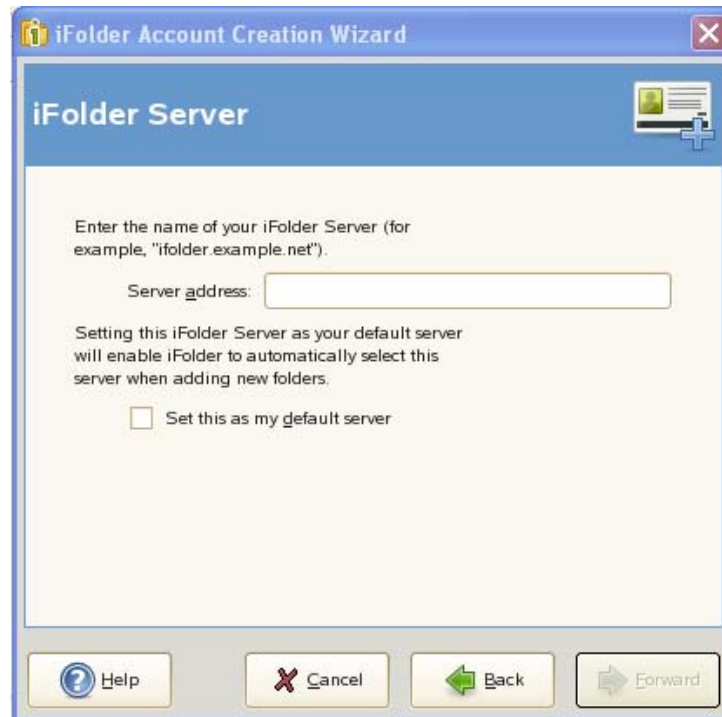 iFolder Account Creation Wizard
iFolder Server
Enter the name of your iFolder Server (for
example, "ifolder.example.net").
Server address:
Setting this iFolder Server as your default server
will enable iFolder to automatically select this
server when adding new folders.
Set this as my default server
Help Cancel Back Forward